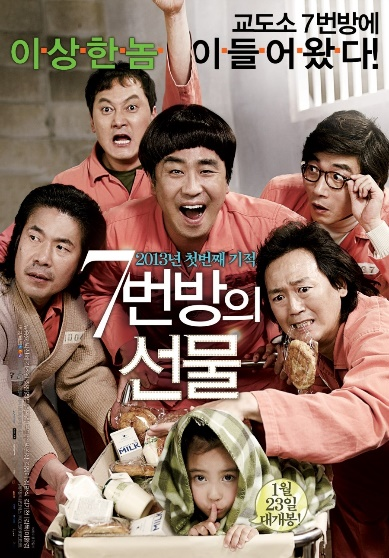 교도소 7번방에
이·상·한·놈 이·들·어·왔·다!
2013년 첫번째 기적
7번방의
선물
MILK
1월
23일
대개봉!